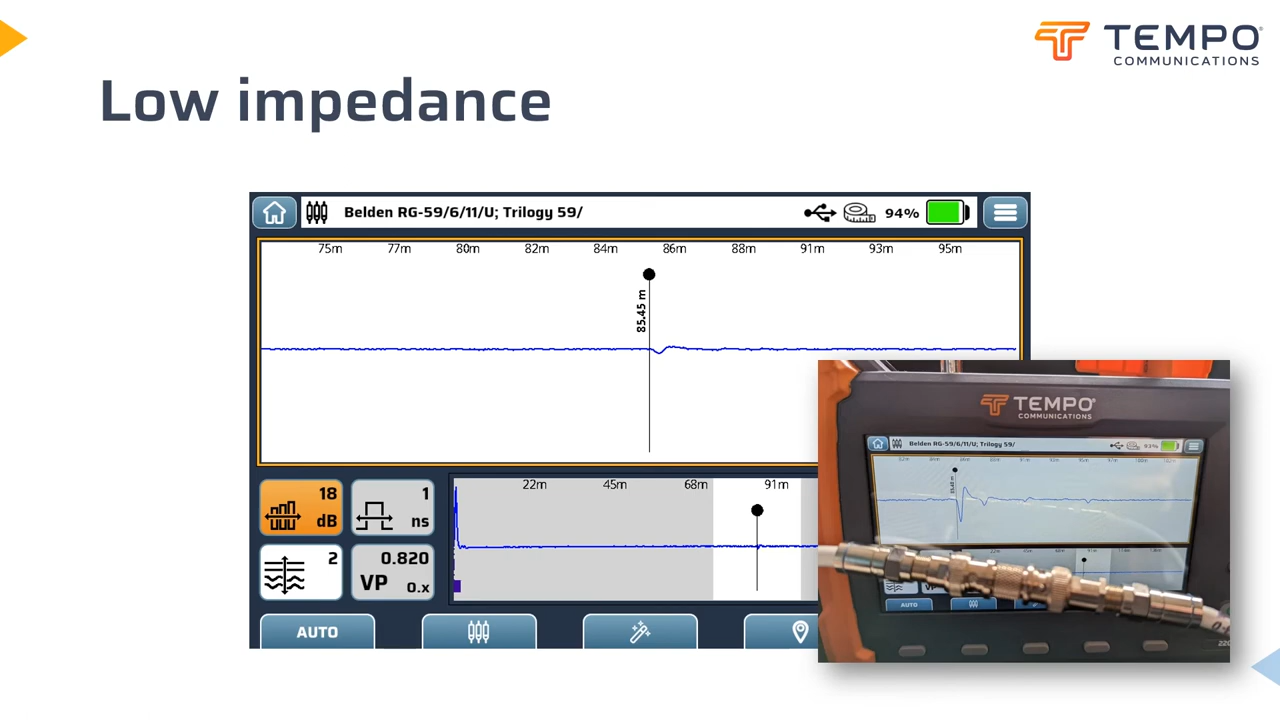 TEMPO
COMMUNICATIONS
Low impedance
Belden RG-59/6/11/U; Trilogy 59/
94%
75m 77m 80m 82m 84m 86m 88m 91m 93m 95m
85.45 m
18
dB
1
ns
2
0.820
VP 0.x
22m 45m 68m 91m
AUTO
TEMPO
COMMUNICATIONS
Belden RG-59/6/11/U; Trilogy 59/
93%
AUTO